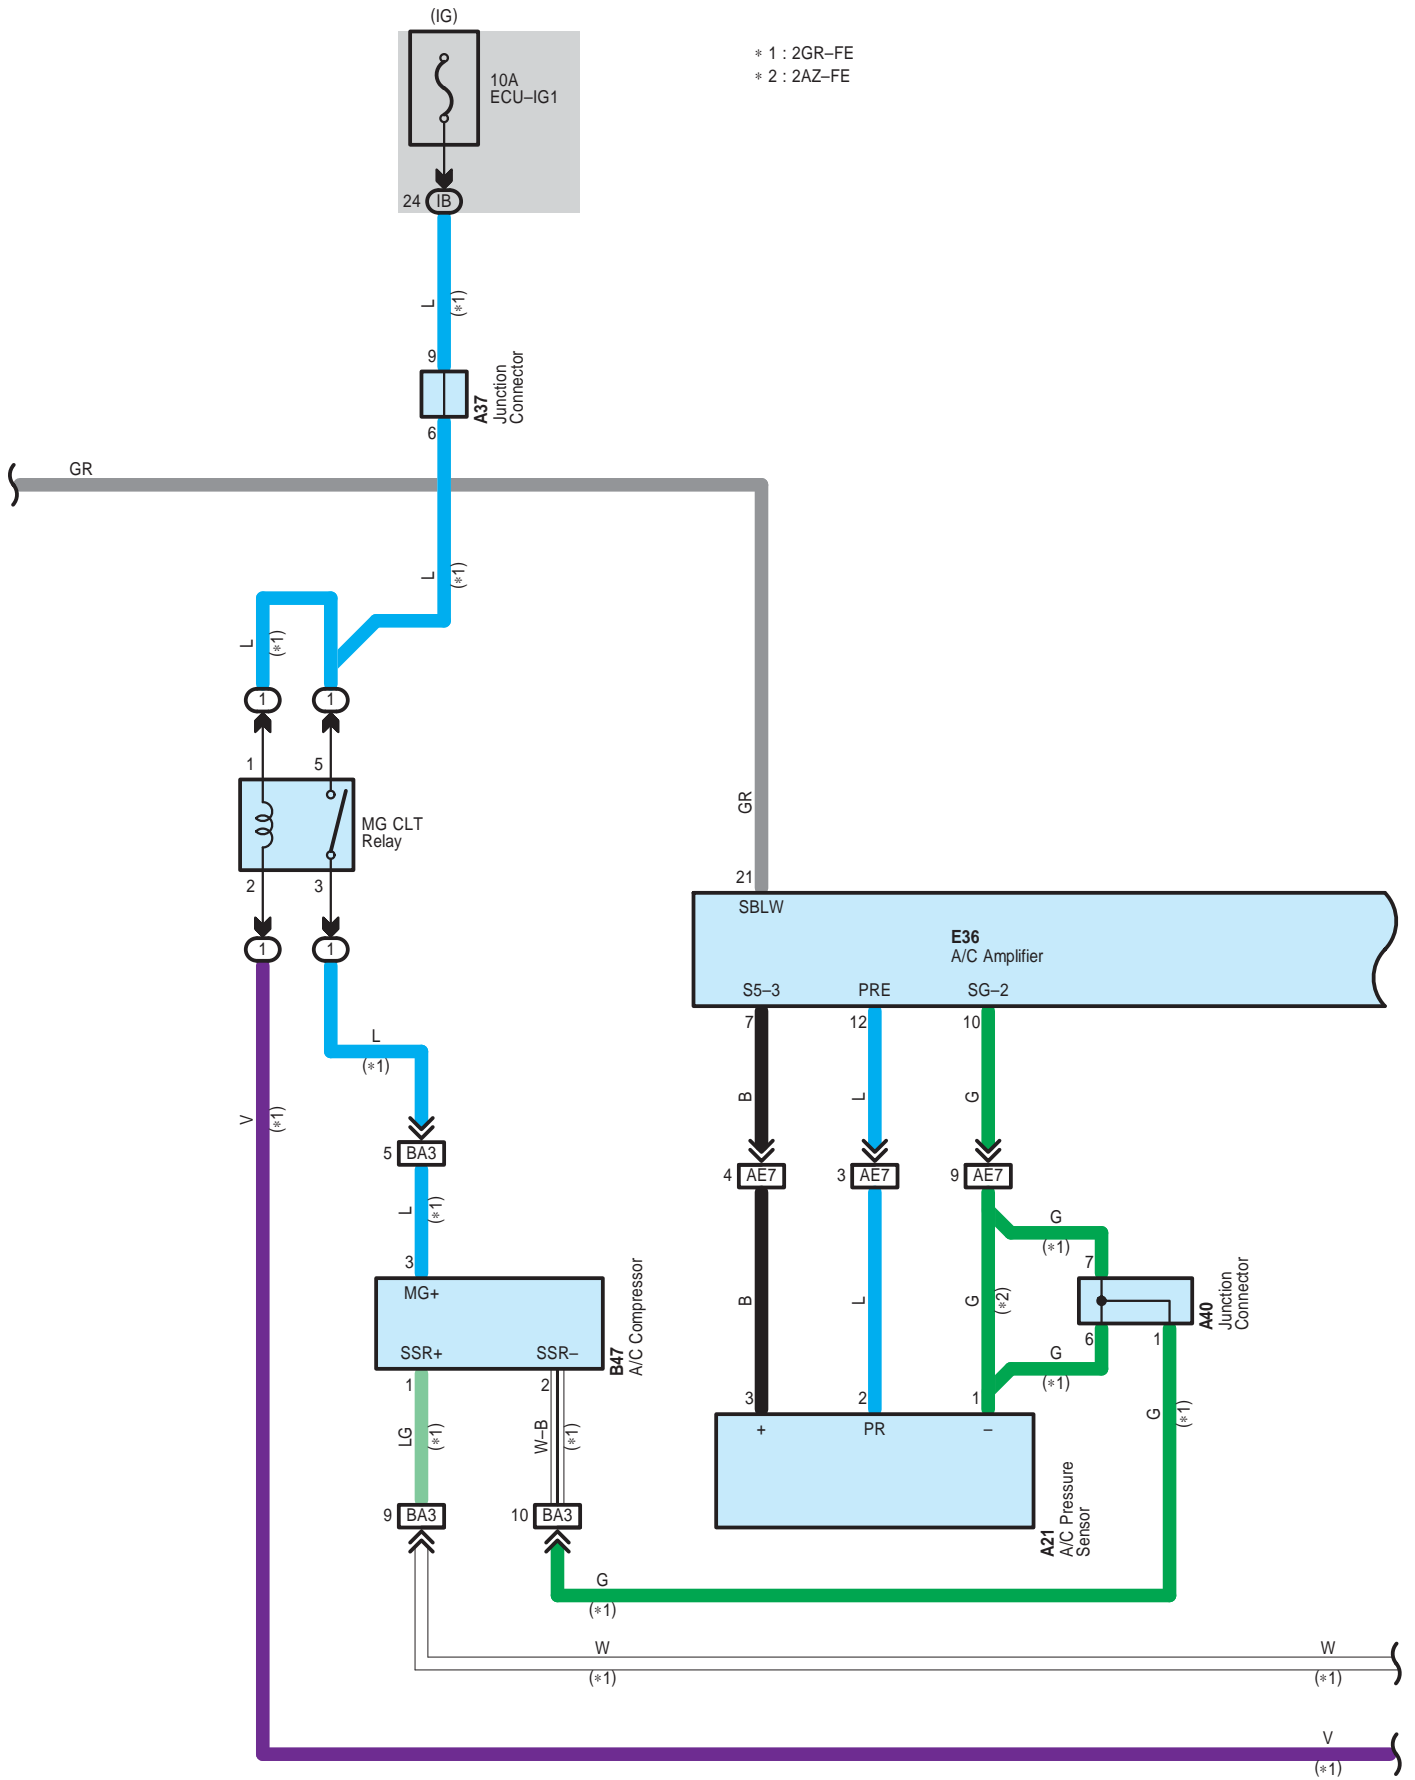 (IG)
* 1 : 2GR–FE
* 2 : 2AZ–FE
10A
ECU–IG1
24
IB
L
(*1)
9
A37
Junction
Connector
6
GR
L
(*1)
L
(*1)
1
1
1
5
MG CLT
Relay
2
3
1
1
GR
21
SBLW
E36
A/C Amplifier
S5–3
PRE
SG–2
7
12
10
L
(*1)
V
(*1)
B
L
G
5
BA3
4
AE7
3
AE7
9
AE7
L
(*1)
G
(*1)
3
MG+
SSR+
SSR–
B47
A/C Compressor
7
B
L
G
(*2)
A40
Junction
Connector
6
1
G
(*1)
1
2
3
2
1
LG
(*1)
W–B
(*1)
+
PR
–
G
(*1)
A21
A/C Pressure
Sensor
9
BA3
10
BA3
G
(*1)
W
(*1)
W
(*1)
V
(*1)